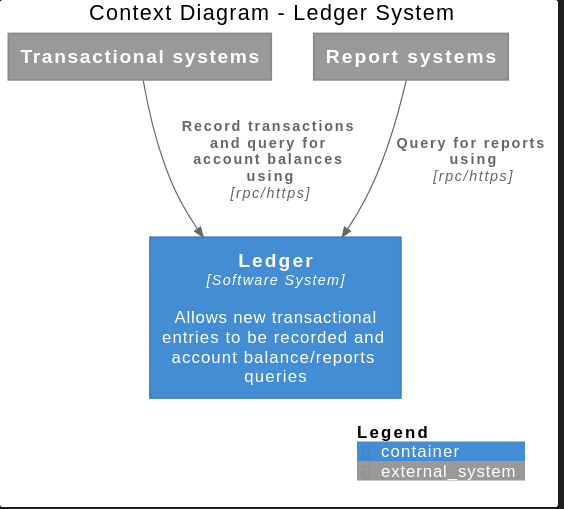 Context Diagram - Ledger System
Transactional systems
Report systems
Record transactions
and query for
account balances
using
[rpc/https]
Query for reports
using
[rpc/https]
Ledger
[Software System]
Allows new transactional
entries to be recorded and
account balance/reports
queries
Legend
container
external_system